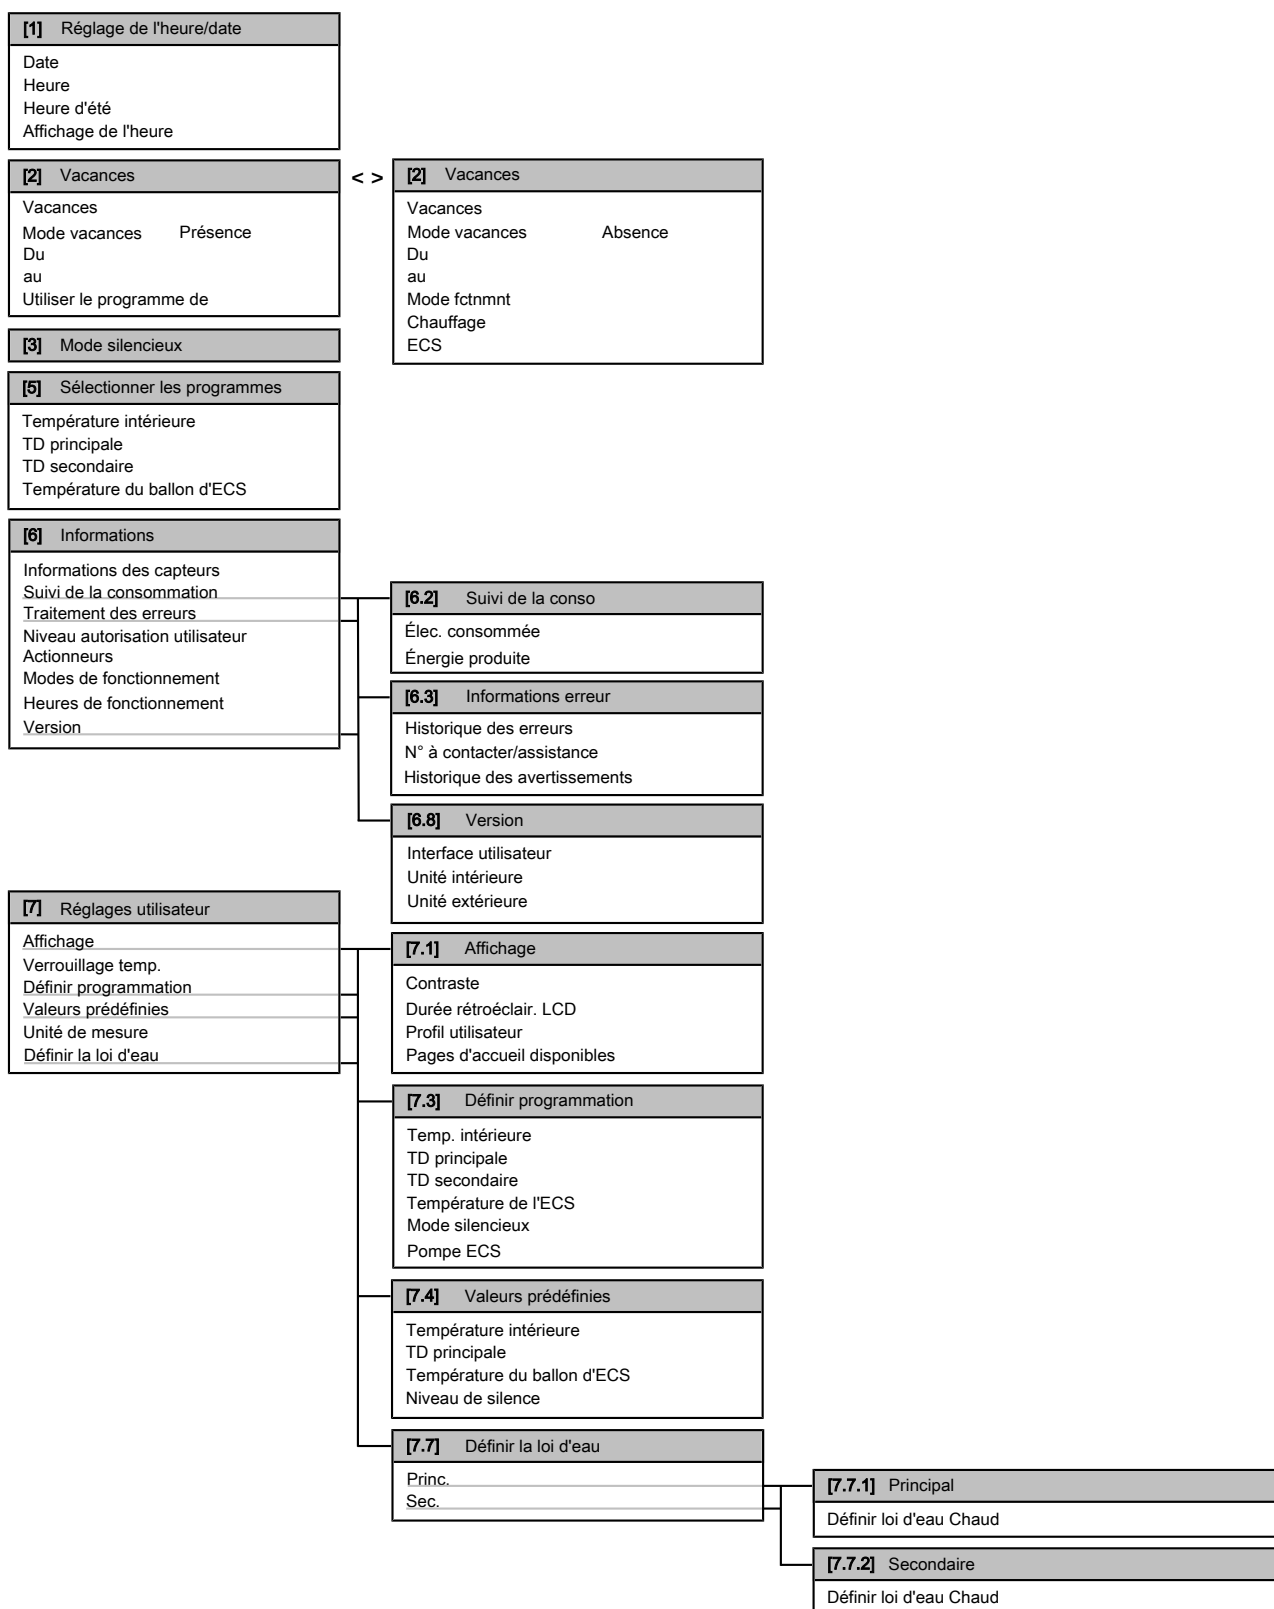 [1] Réglage de l'heure/date
Date
Heure
Heure d'été
Affichage de l'heure
[2] Vacances
Vacances
Mode vacances Présence
Du
au
Utiliser le programme de
< >
[2] Vacances
Vacances
Mode vacances Absence
Du
au
Mode fctnmnt
Chauffage
ECS
[3] Mode silencieux
[5] Sélectionner les programmes
Température intérieure
TD principale
TD secondaire
Température du ballon d'ECS
[6] Informations
Informations des capteurs
Suivi de la consommation
Traitement des erreurs
Niveau autorisation utilisateur
Actionneurs
Modes de fonctionnement
Heures de fonctionnement
Version
[6.2] Suivi de la conso
Élec. consommée
Énergie produite
[6.3] Informations erreur
Historique des erreurs
N° à contacter/assistance
Historique des avertissements
[6.8] Version
Interface utilisateur
Unité intérieure
Unité extérieure
[7] Réglages utilisateur
Affichage
Verrouillage temp.
Définir programmation
Valeurs prédéfinies
Unité de mesure
Définir la loi d'eau
[7.1] Affichage
Contraste
Durée rétroéclair. LCD
Profil utilisateur
Pages d'accueil disponibles
[7.3] Définir programmation
Temp. intérieure
TD principale
TD secondaire
Température de l'ECS
Mode silencieux
Pompe ECS
[7.4] Valeurs prédéfinies
Température intérieure
TD principale
Température du ballon d'ECS
Niveau de silence
[7.7] Définir la loi d'eau
Princ.
Sec.
[7.7.1] Principal
Définir loi d'eau Chaud
[7.7.2] Secondaire
Définir loi d'eau Chaud